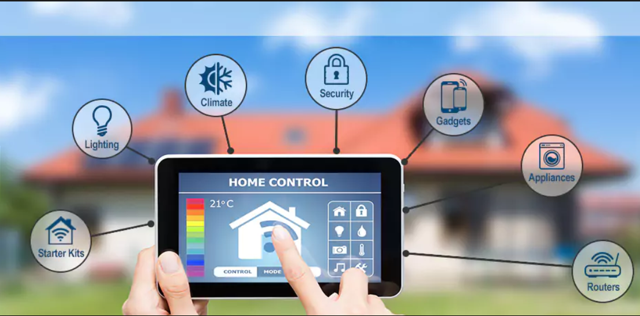 Climate
Security
Gadgets
Lighting
Appliances
HOME CONTROL
21°C
Starter Kits
CONTROL
MODE
Routers